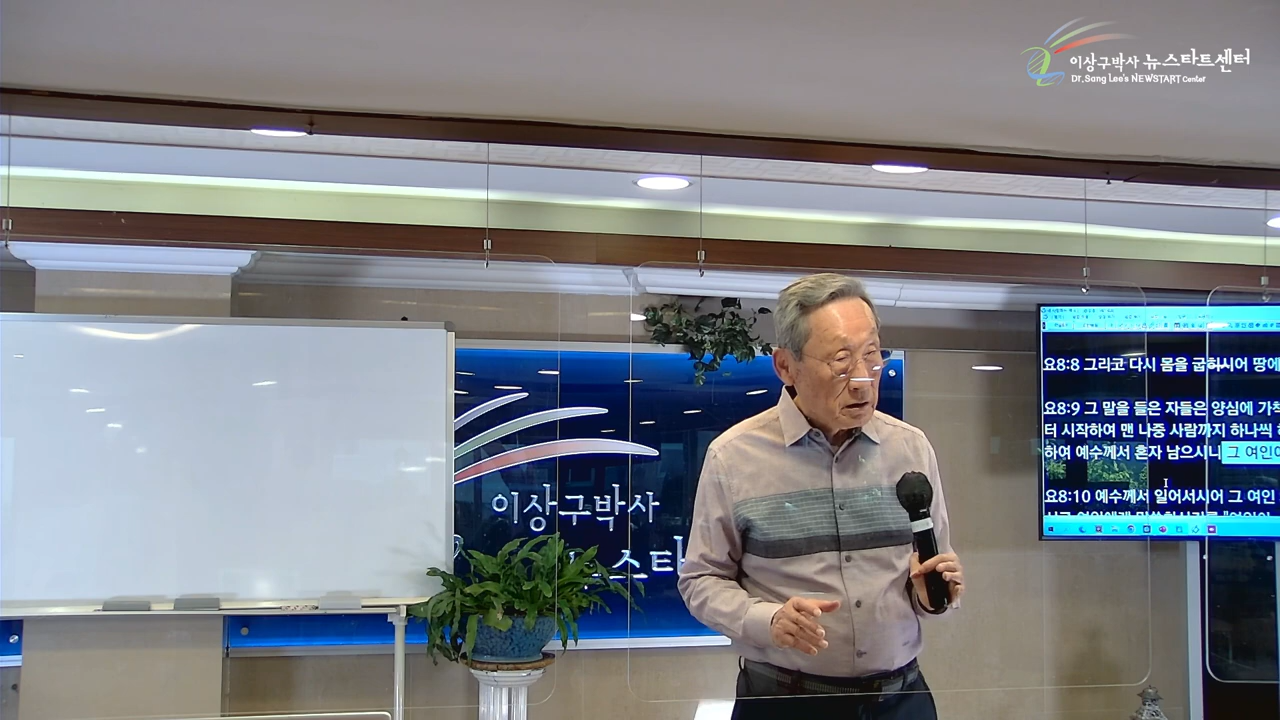 이상구박사 뉴스타트센터
Dr. Sang Lee's NEWSTART Center
이상구박사
스타
요8:8 그리고 다시 몸을 굽히시어 땅에
요8:9 그 말을 들은 자들은 양심에 가책
터 시작하여 맨 나중 사람까지 하나씩
하여 예수께서 혼자 남으시니 그 여인이
요8:10 예수께서 일어서시어 그 여인